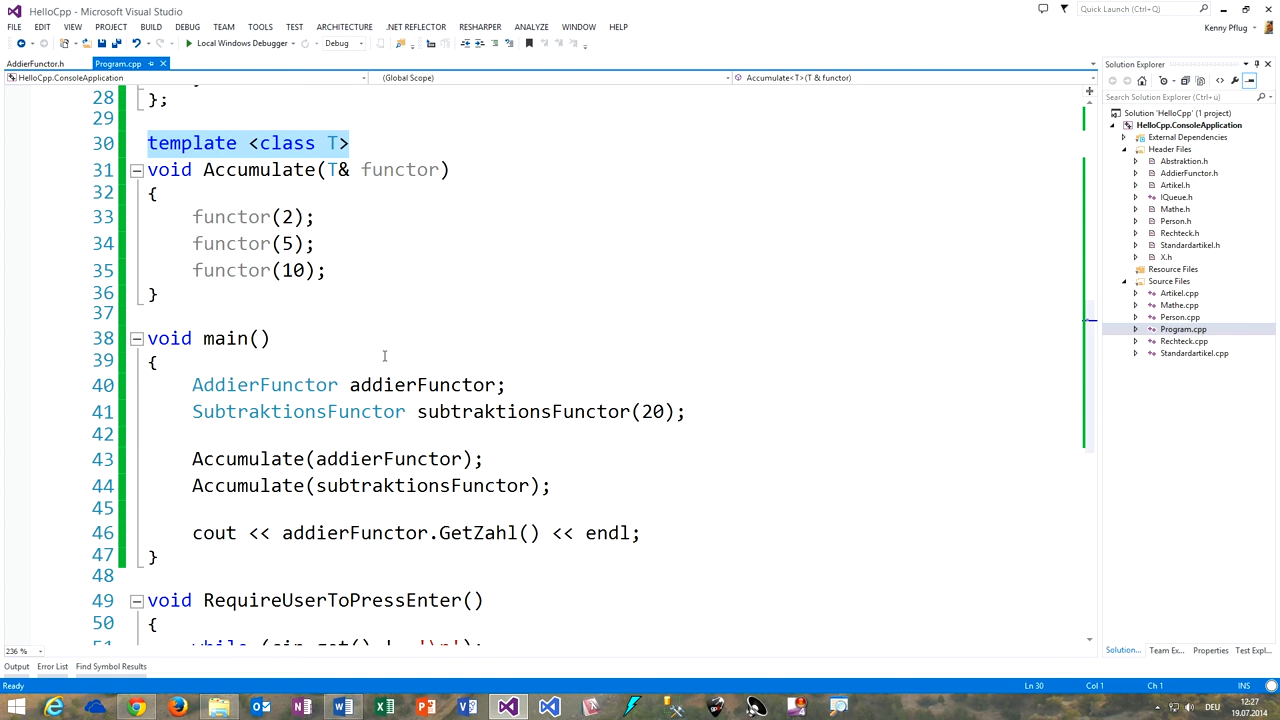 HelloCpp - Microsoft Visual Studio
Quick Launch (Ctrl+Q)
FILE EDIT VIEW PROJECT BUILD DEBUG TEAM TOOLS TEST ARCHITECTURE .NET REFLECTOR RESHARPER ANALYZE WINDOW HELP
Kenny Pflug
Local Windows Debugger
Debug
AddierFunctor.h
Program.cpp
HelloCpp.ConsoleApplication
(Global Scope)
Accumulate<T>(T & functor)
28 };
29
30 template <class T>
31 void Accumulate(T& functor)
32 {
33 functor(2);
34 functor(5);
35 functor(10);
36 }
37
38 void main()
39 {
40 AddierFunctor addierFunctor;
41 SubtraktionsFunctor subtraktionsFunctor(20);
42
43 Accumulate(addierFunctor);
44 Accumulate(subtraktionsFunctor);
45
46 cout << addierFunctor.GetZahl() << endl;
47 }
48
49 void RequireUserToPressEnter()
50 {
236 %
Solution Explorer
Search Solution Explorer (Ctrl+ü)
Solution 'HelloCpp' (1 project)
HelloCpp.ConsoleApplication
External Dependencies
Header Files
Abstraktion.h
AddierFunctor.h
Artikel.h
IQueue.h
Mathe.h
Person.h
Rechteck.h
Standardartikel.h
X.h
Resource Files
Source Files
Artikel.cpp
Mathe.cpp
Person.cpp
Program.cpp
Rechteck.cpp
Standardartikel.cpp
Solution... Team Ex... Properties Test Expl...
Output Error List Find Symbol Results
Ready
Ln 30 Col 1 Ch 1 INS
DEU
12:27
19.07.2014